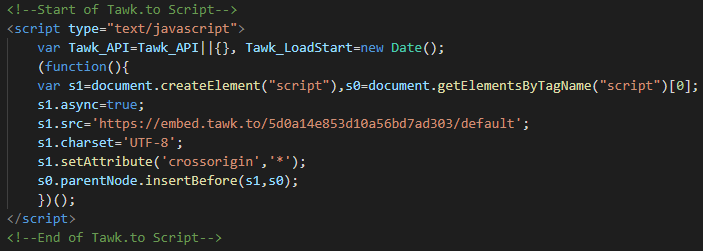 <!--Start of Tawk.to Script-->
<script type="text/javascript">
var Tawk_API=Tawk_API||{}, Tawk_LoadStart=new Date();
(function(){
var s1=document.createElement("script"),s0=document.getElementsByTagName("script")[0];
s1.async=true;
s1.src='https://embed.tawk.to/5d0a14e853d10a56bd7ad303/default';
s1.charset='UTF-8';
s1.setAttribute('crossorigin','*');
s0.parentNode.insertBefore(s1,s0);
})();
</script>
<!--End of Tawk.to Script-->